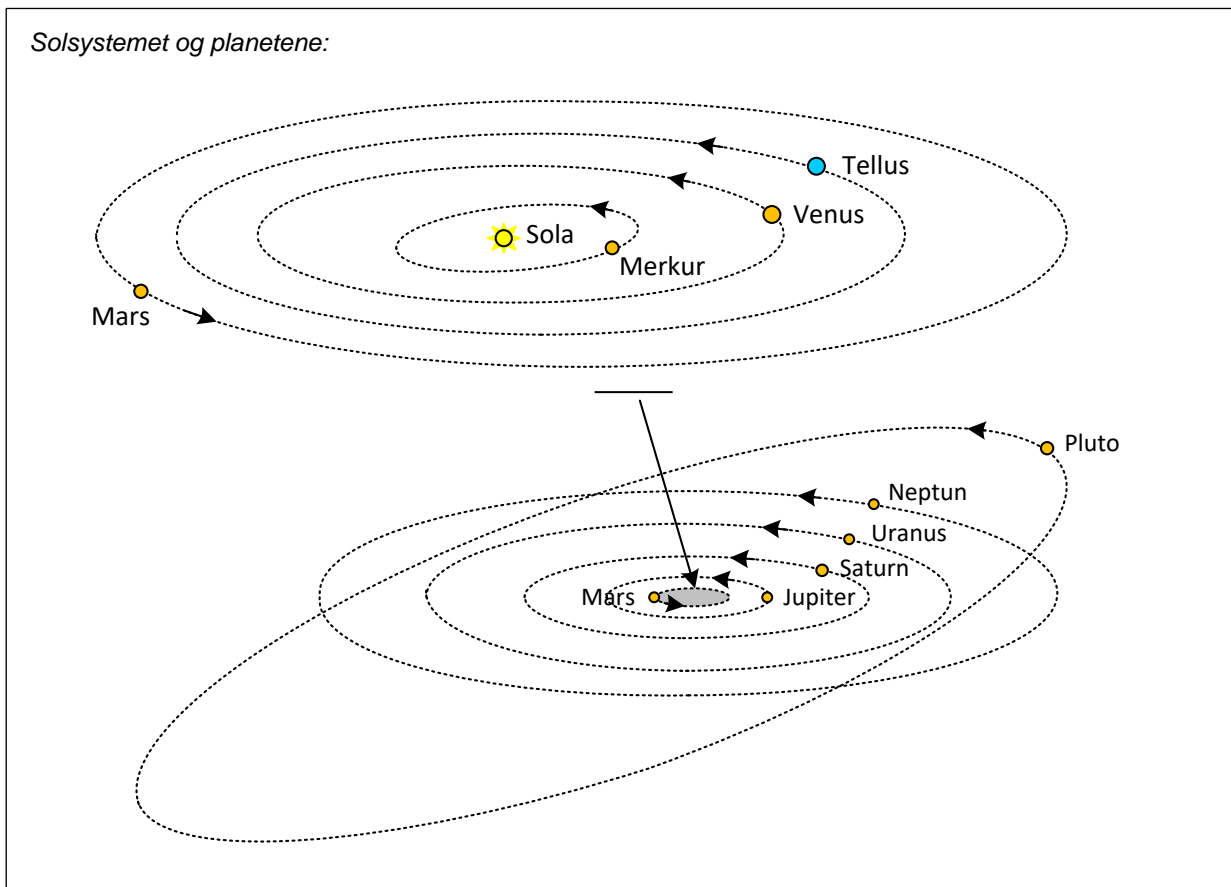 Solsystemet og planetene:
Tellus
Venus
Sola
Merkur
Mars
Pluto
Neptun
Uranus
Saturn
Mars
Jupiter